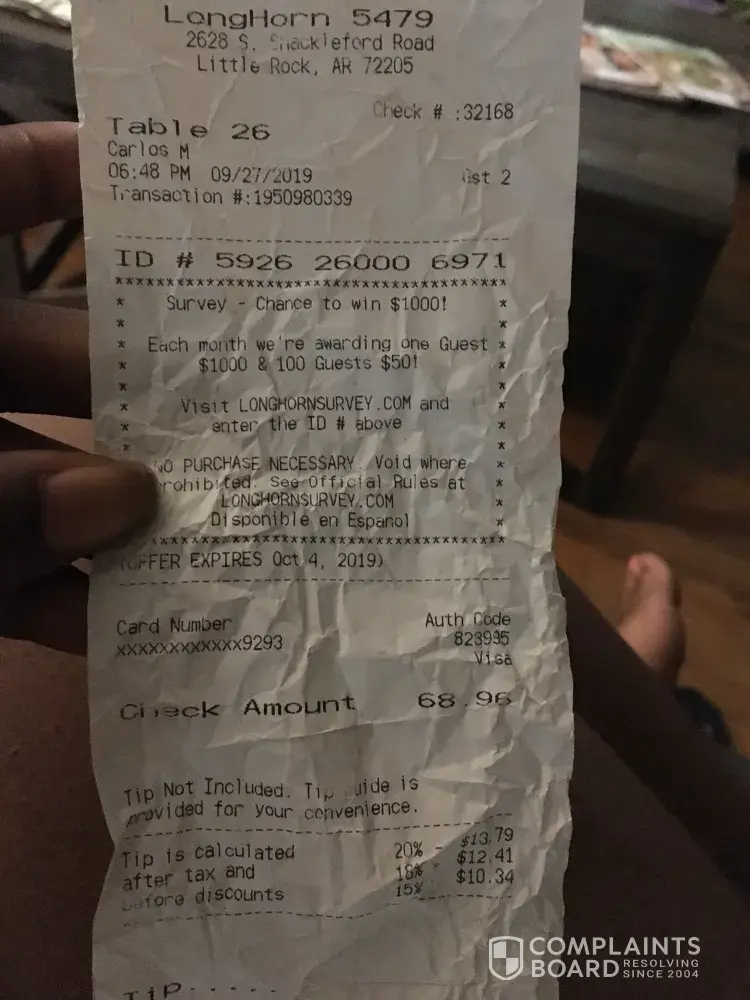 LongHorn 5479
2628 S. Shackleford Road
Little Rock, AR 72205
Check # :32168
Table 26
Carlos M
06:48 PM 09/27/2019 Gst 2
Transaction #:1950980339
ID # 5926 26000 6971
****************************************
* Survey - Chance to win $1000! *
*
* Each month we're awarding one Guest *
* $1000 & 100 Guests $50! *
* *
* Visit LONGHORNSURVEY.COM and *
* enter the ID # above *
* *
NO PURCHASE NECESSARY. Void where *
prohibited. See Official Rules at *
LONGHORNSURVEY.COM *
Disponible en Espanol *
****************************************
(OFFER EXPIRES Oct 4, 2019)
Card Number Auth Code
xxxxxxxxxxxx9293 823995
Visa
Check Amount 68.96
Tip Not Included. Tip guide is
provided for your convenience.
Tip is calculated 20% - $13.79
after tax and 18% - $12.41
before discounts 15% $10.34
Tip.....
COMPLAINTS
BOARD RESOLVING SINCE 2004